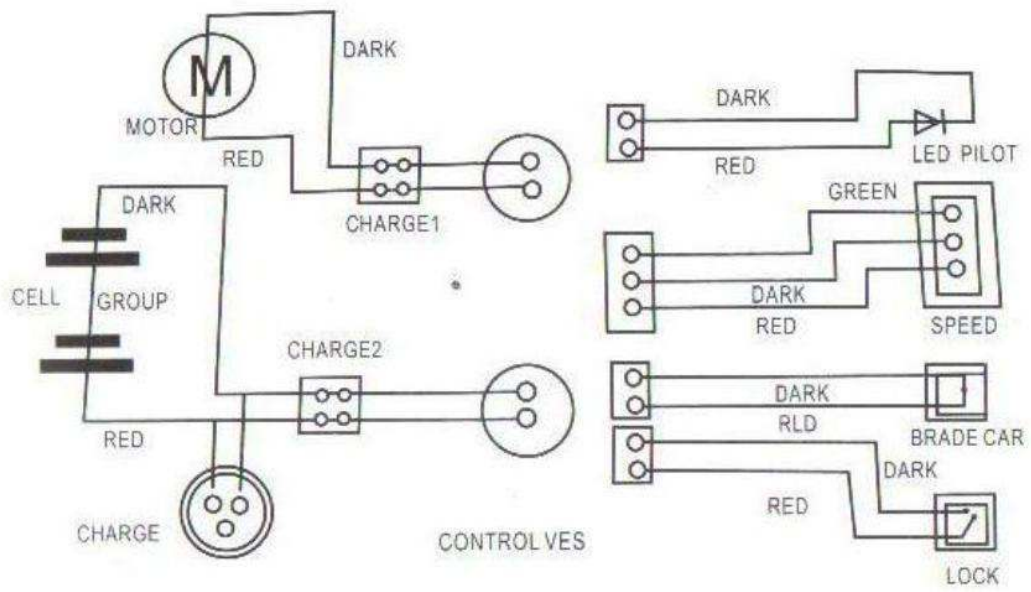 DARK
M
MOTOR
RED
CHARGE1
DARK
CELL GROUP
CHARGE2
RED
CHARGE
CONTROL VES
DARK
RED
LED PILOT
GREEN
DARK
RED
SPEED
DARK
RLD
BRADE CAR
DARK
RED
LOCK